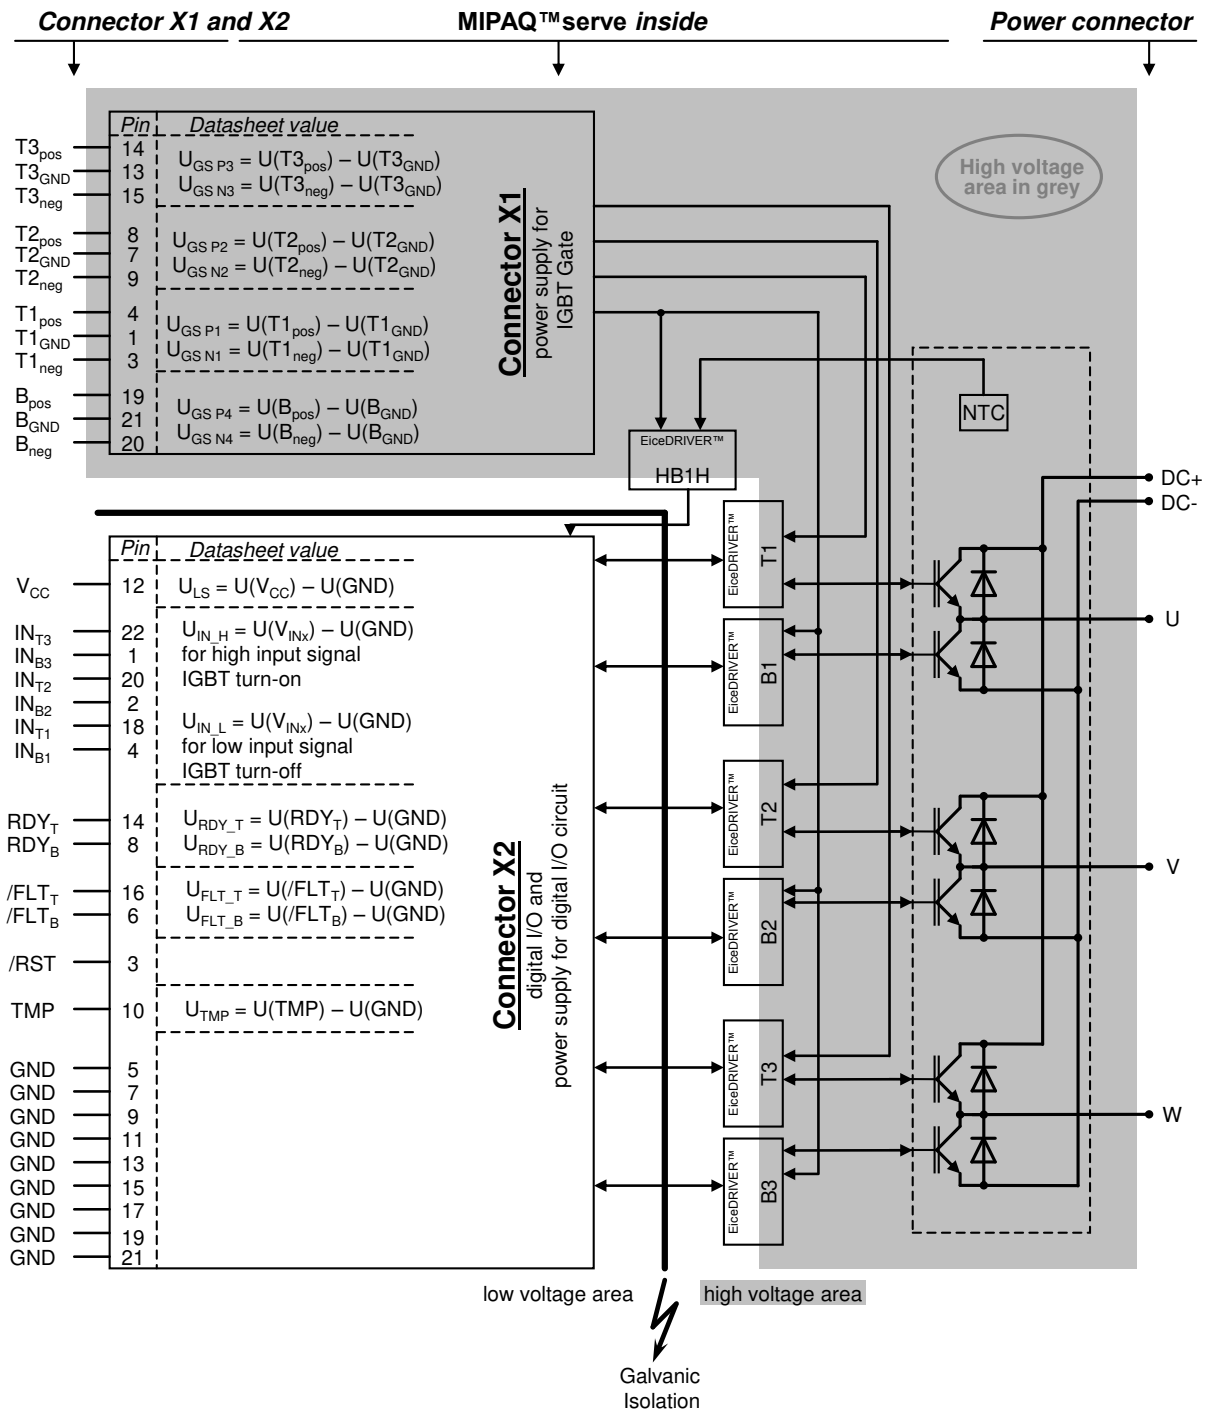 Connector X1 and X2
MIPAQ™serve inside
Power connector
Pin Datasheet value
T3pos 14
T3GND 13
T3neg 15
UGS P3 = U(T3pos) – U(T3GND)
UGS N3 = U(T3neg) – U(T3GND)
T2pos 8
T2GND 7
T2neg 9
UGS P2 = U(T2pos) – U(T2GND)
UGS N2 = U(T2neg) – U(T2GND)
T1pos 4
T1GND 1
T1neg 3
UGS P1 = U(T1pos) – U(T1GND)
UGS N1 = U(T1neg) – U(T1GND)
Bpos 19
BGND 21
Bneg 20
UGS P4 = U(Bpos) – U(BGND)
UGS N4 = U(Bneg) – U(BGND)
Connector X1
power supply for
IGBT Gate
High voltage
area in grey
NTC
EiceDRIVER™
HB1H
DC+
DC-
U
V
W
Pin Datasheet value
VCC 12 ULS = U(VCC) – U(GND)
INT3 22
INB3 1
INT2 20
INB2 2
INT1 18
INB1 4
UIN_H = U(VINx) – U(GND)
for high input signal
IGBT turn-on
UIN_L = U(VINx) – U(GND)
for low input signal
IGBT turn-off
RDYT 14 URDY_T = U(RDYT) – U(GND)
RDYB 8 URDY_B = U(RDYB) – U(GND)
/FLTT 16 UFLT_T = U(/FLTT) – U(GND)
/FLTB 6 UFLT_B = U(/FLTB) – U(GND)
/RST 3
TMP 10 UTMP = U(TMP) – U(GND)
GND 5
GND 7
GND 9
GND 11
GND 13
GND 15
GND 17
GND 19
GND 21
Connector X2
digital I/O and
power supply for digital I/O circuit
EiceDRIVER™
T1
EiceDRIVER™
B1
EiceDRIVER™
T2
EiceDRIVER™
B2
EiceDRIVER™
T3
EiceDRIVER™
B3
low voltage area
high voltage area
Galvanic
Isolation